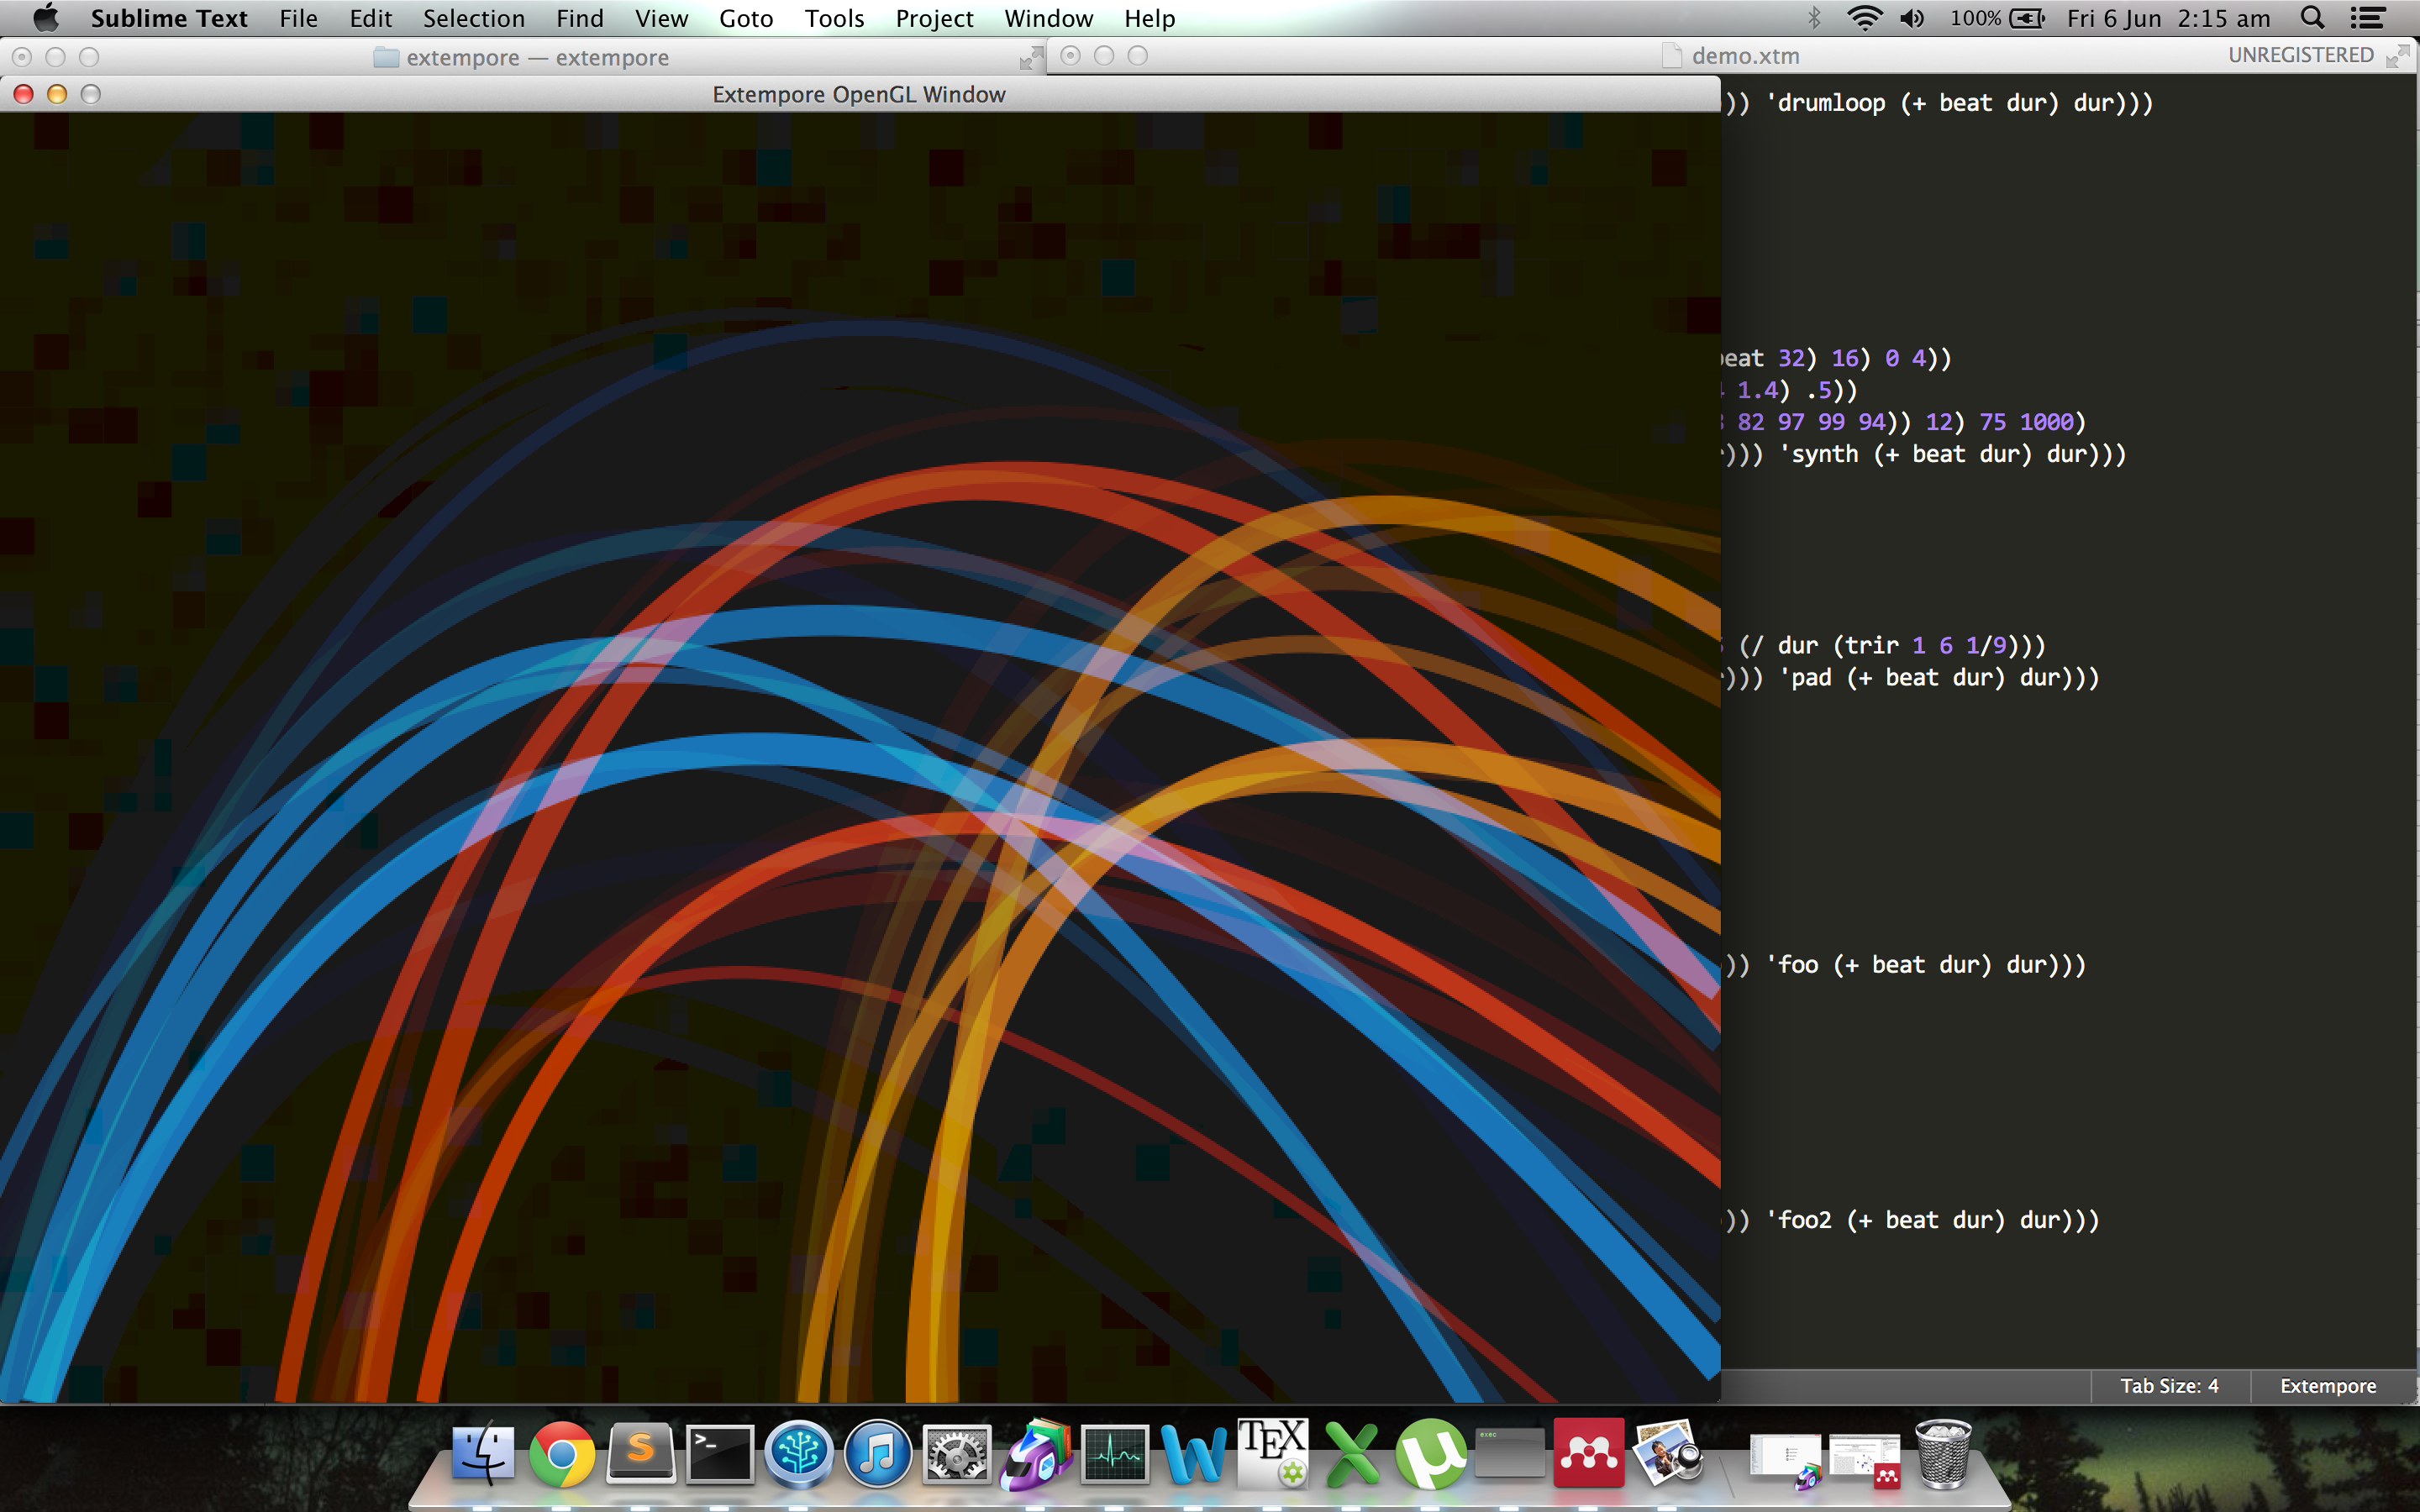 Sublime Text File Edit Selection Find View Goto Tools Project Window Help 100% Fri 6 Jun 2:15 am
extempore — extempore
demo.xtm UNREGISTERED
Extempore OpenGL Window
)) 'drumloop (+ beat dur) dur)))
beat 32) 16) 0 4))
1.4) .5))
82 97 99 94)) 12) 75 1000)
))) 'synth (+ beat dur) dur)))
(/ dur (trir 1 6 1/9)))
))) 'pad (+ beat dur) dur)))
)) 'foo (+ beat dur) dur)))
)) 'foo2 (+ beat dur) dur)))
Tab Size: 4 Extempore
exec
S >_ W TEX X µ